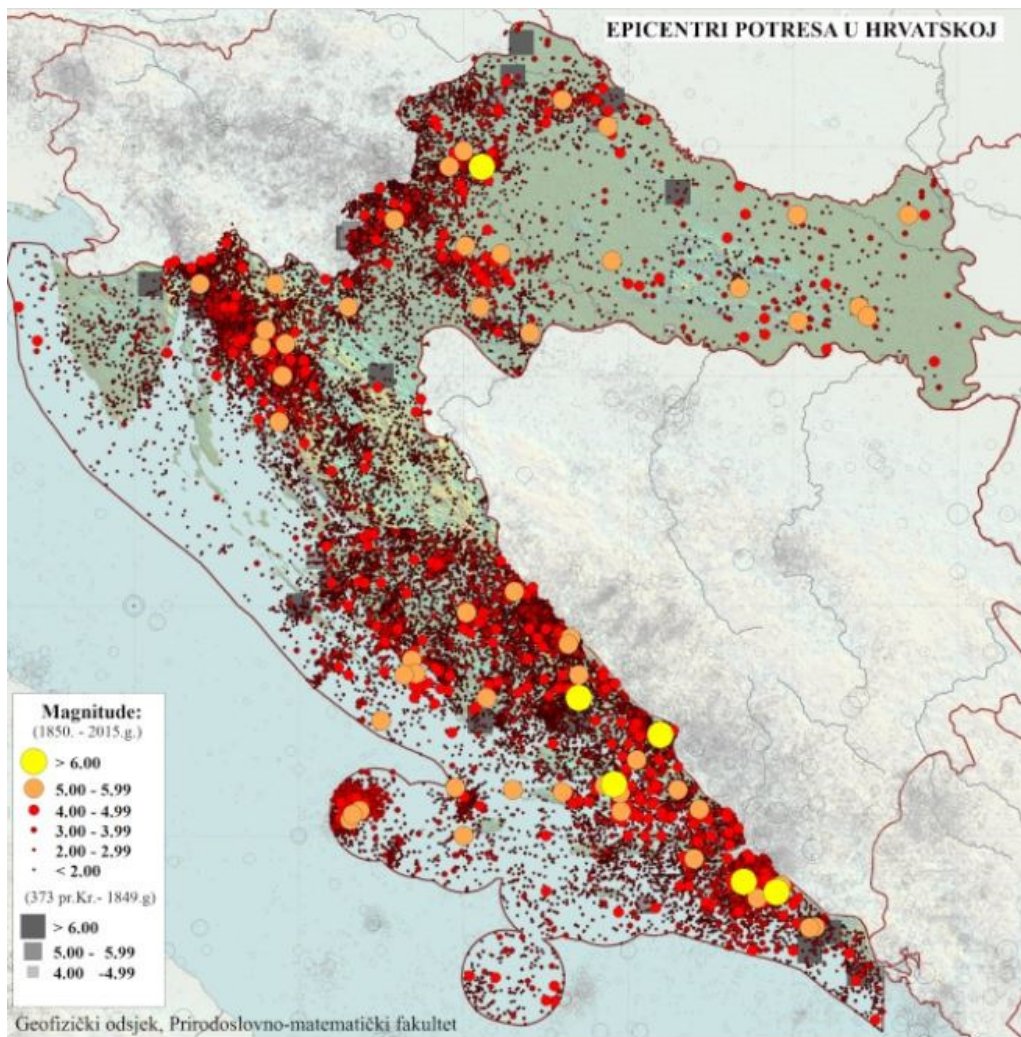 EPICENTRI POTRESA U HRVATSKOJ
Magnitude:
(1850. - 2015.g.)
> 6.00
5.00 - 5.99
4.00 - 4.99
3.00 - 3.99
2.00 - 2.99
< 2.00
(373 pr.Kr.- 1849.g)
> 6.00
5.00 - 5.99
4.00 -4.99
Geofizički odsjek, Prirodoslovno-matematički fakultet